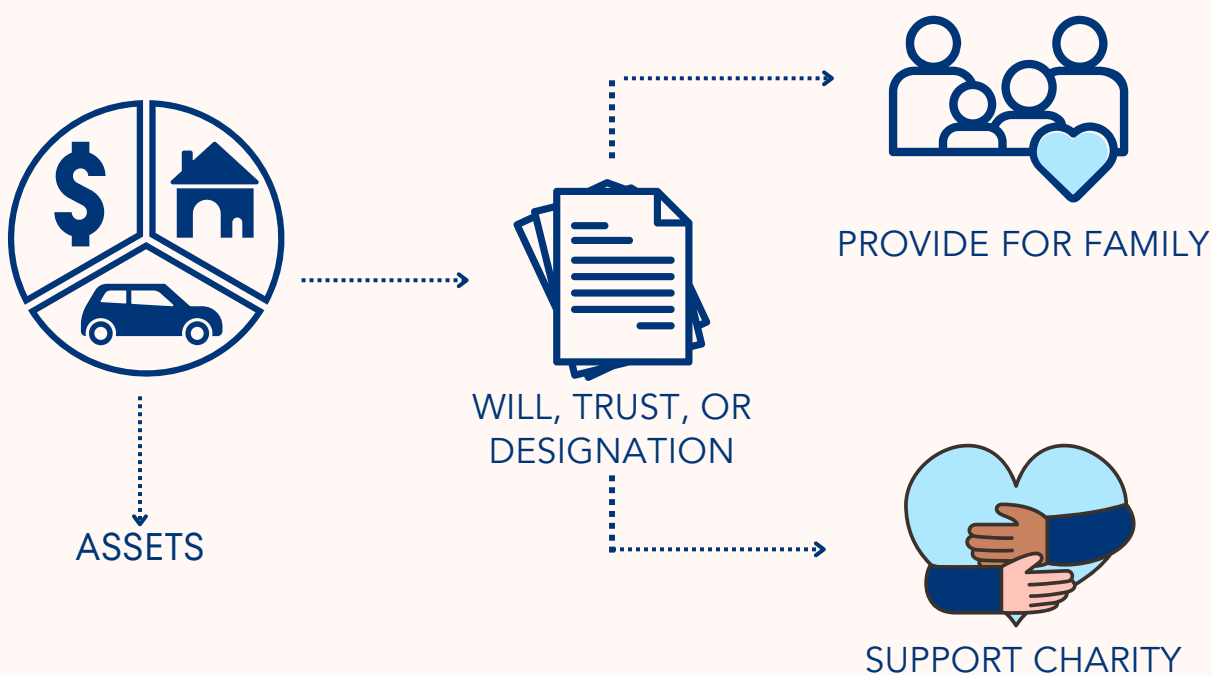 PROVIDE FOR FAMILY
WILL, TRUST, OR
DESIGNATION
ASSETS
SUPPORT CHARITY